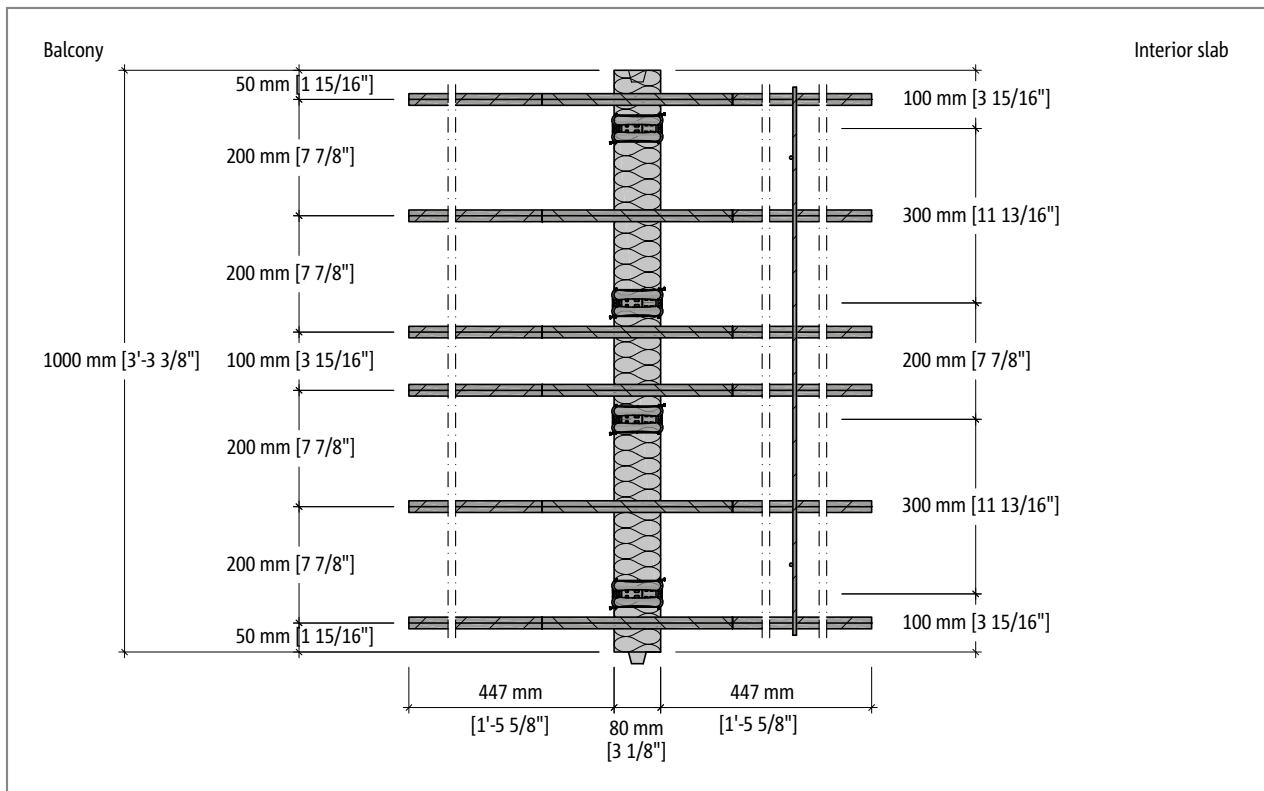 Balcony
Interior slab
50 mm [1 15/16"]
100 mm [3 15/16"]
200 mm [7 7/8"]
300 mm [11 13/16"]
200 mm [7 7/8"]
1000 mm [3'-3 3/8"]
100 mm [3 15/16"]
200 mm [7 7/8"]
200 mm [7 7/8"]
300 mm [11 13/16"]
200 mm [7 7/8"]
50 mm [1 15/16"]
100 mm [3 15/16"]
447 mm
[1'-5 5/8"]
80 mm
[3 1/8"]
447 mm
[1'-5 5/8"]